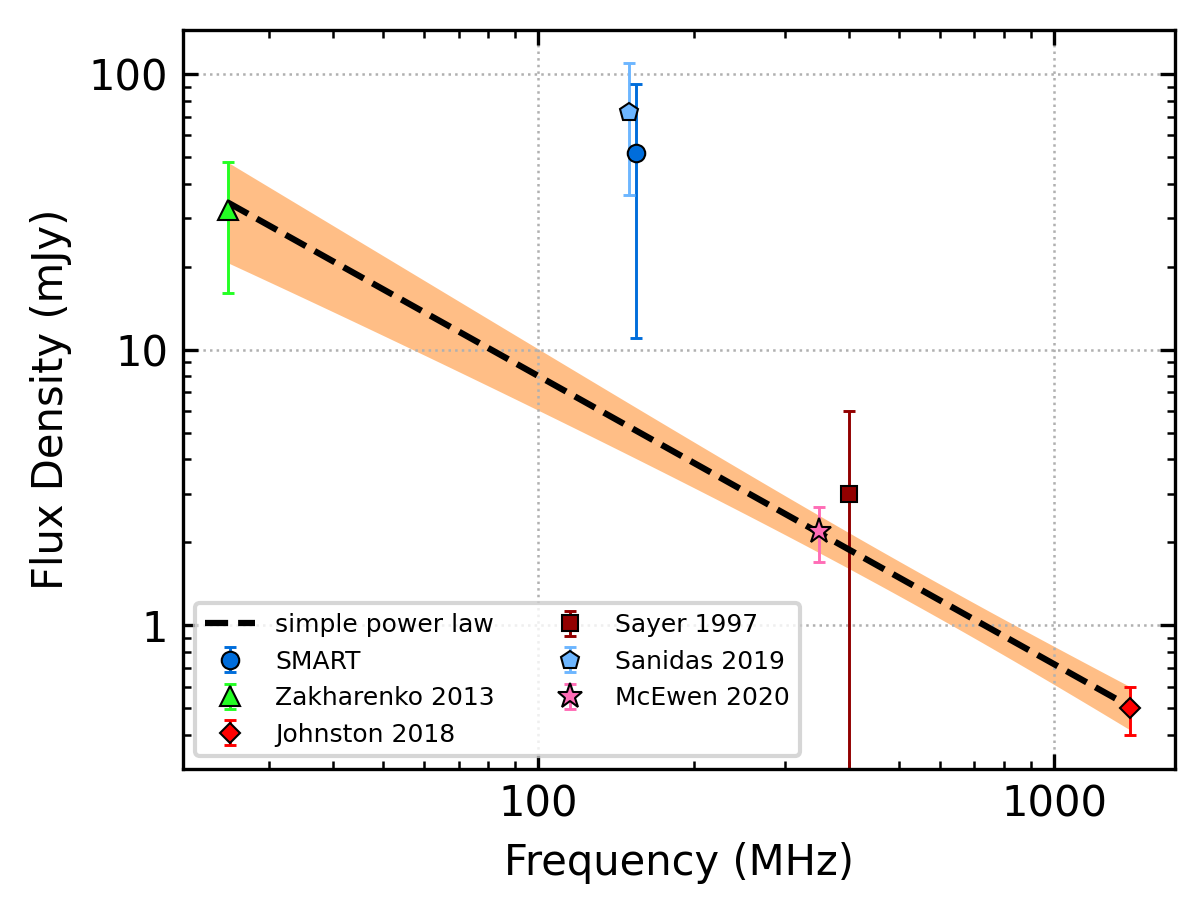 100
10
1
Flux Density (mJy)
simple power law
SMART
Zakharenko 2013
Johnston 2018
Sayer 1997
Sanidas 2019
McEwen 2020
100
1000
Frequency (MHz)